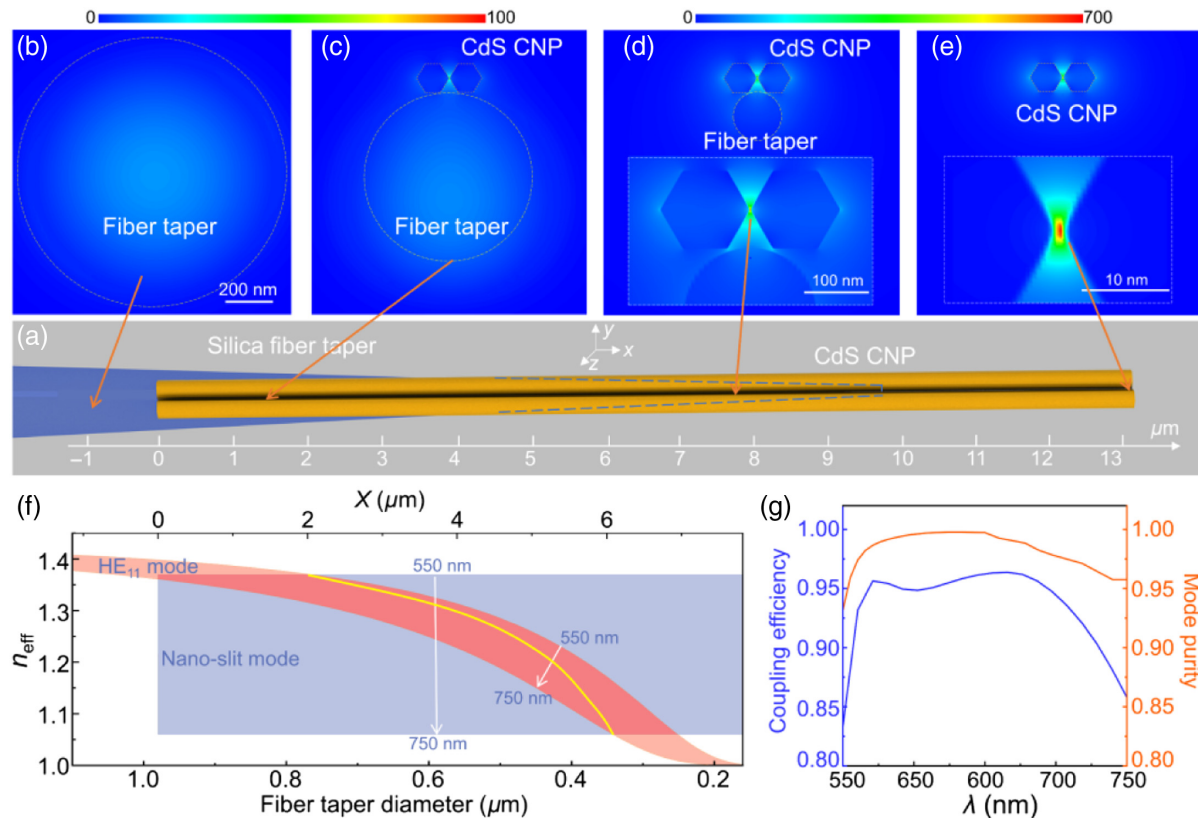 0 100
0 700
(b)
Fiber taper
200 nm
(c)
CdS CNP
Fiber taper
(d)
CdS CNP
Fiber taper
100 nm
(e)
CdS CNP
10 nm
(a)
Silica fiber taper
y
x
z
CdS CNP
μm
−1 0 1 2 3 4 5 6 7 8 9 10 11 12 13
(f)
X (μm)
0 2 4 6
1.4
1.3
1.2
1.1
1.0
neff
HE11 mode
550 nm
Nano-slit mode
550 nm
750 nm
750 nm
1.0 0.8 0.6 0.4 0.2
Fiber taper diameter (μm)
(g)
1.00
0.95
0.90
0.85
0.80
Coupling efficiency
1.00
0.95
0.90
0.85
0.80
Mode purity
550 650 600 700 750
λ (nm)